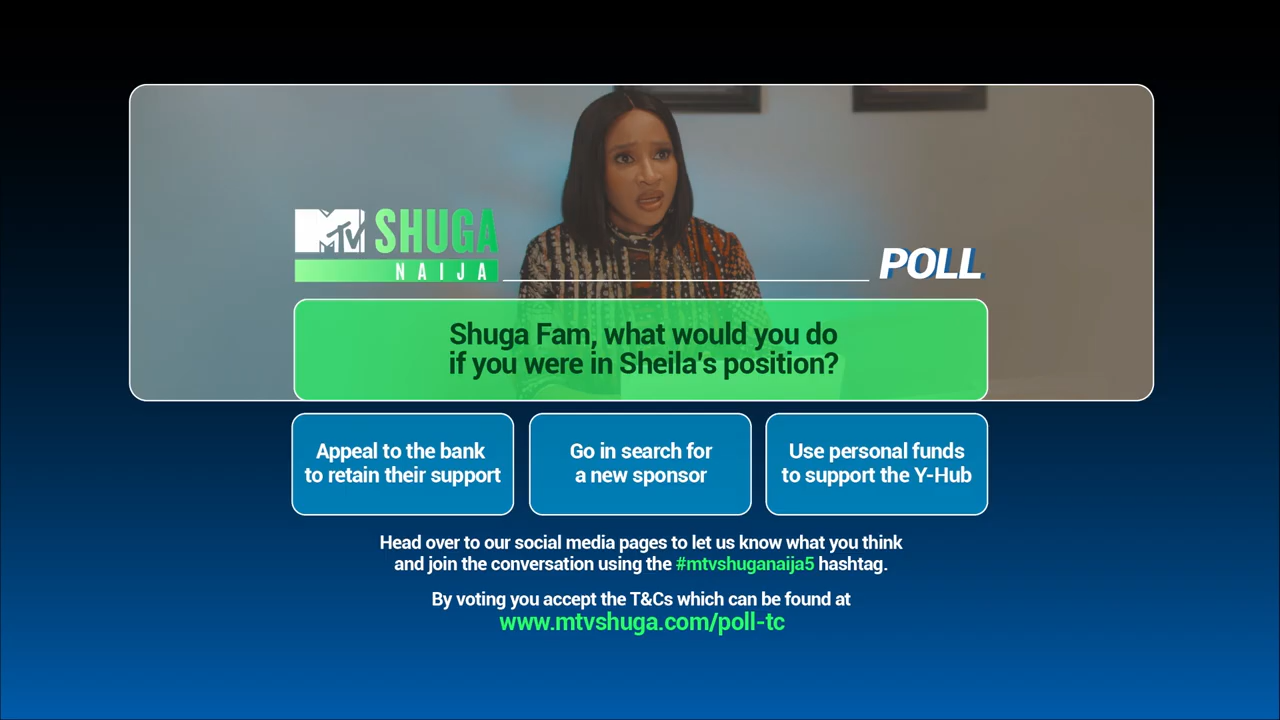 MTV SHUGA
NAIJA
POLL
Shuga Fam, what would you do
if you were in Sheila's position?
Appeal to the bank
to retain their support
Go in search for
a new sponsor
Use personal funds
to support the Y-Hub
Head over to our social media pages to let us know what you think
and join the conversation using the #mtvshuganaija5 hashtag.
By voting you accept the T&Cs which can be found at
www.mtvshuga.com/poll-tc